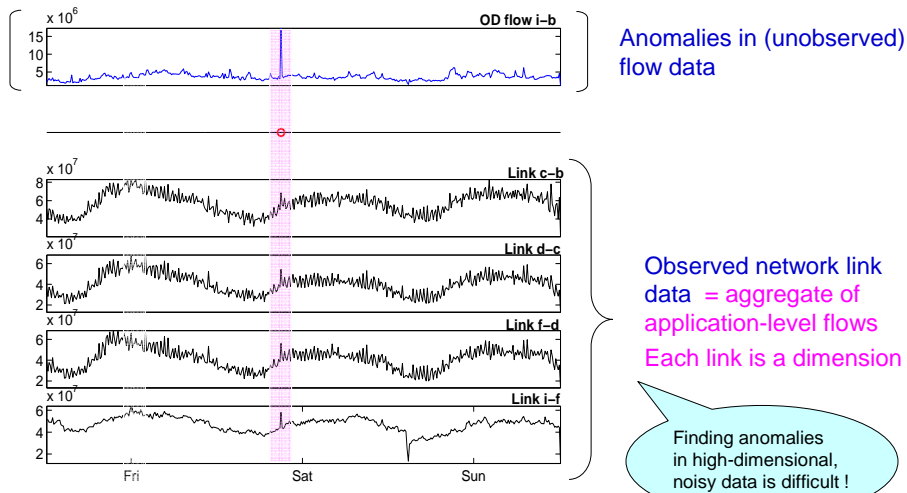 x 10^6
OD flow i–b
15
10
5
Anomalies in (unobserved)
flow data
x 10^7
Link c–b
8
6
4
x 10^7
Link d–c
6
4
2
x 10^7
Link f–d
6
4
2
x 10^7
Link i–f
6
4
2
Fri
Sat
Sun
Observed network link
data = aggregate of
application-level flows
Each link is a dimension
Finding anomalies
in high-dimensional,
noisy data is difficult !